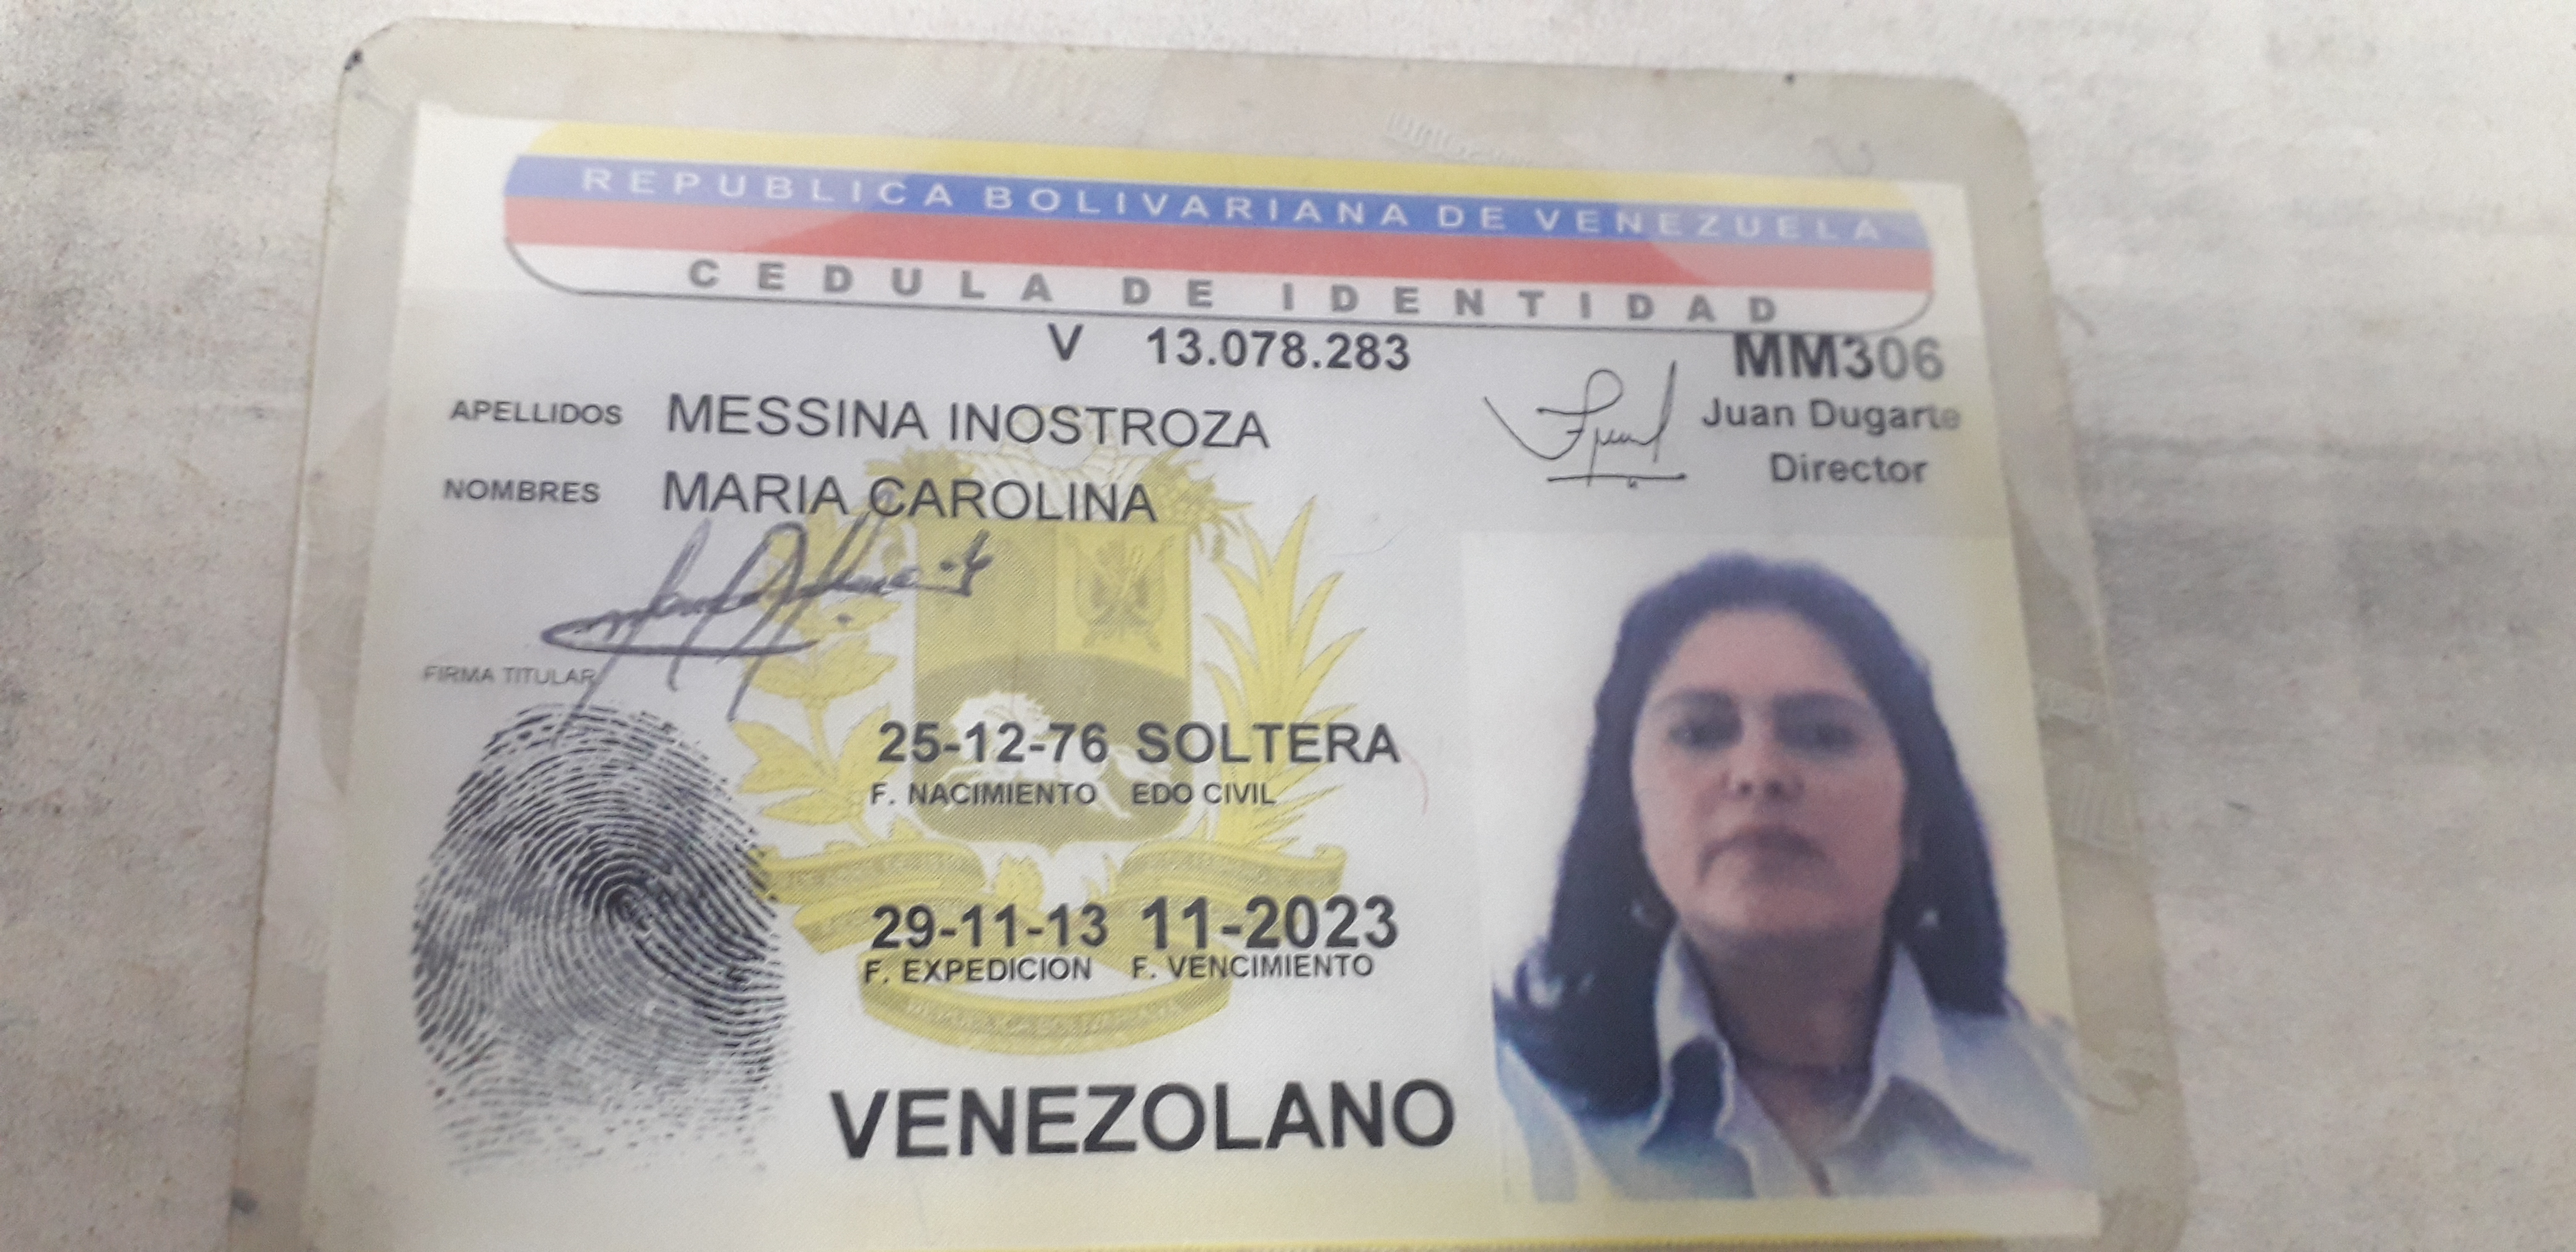 REPUBLICA BOLIVARIANA DE VENEZUELA
CEDULA DE IDENTIDAD
V 13.078.283
MM306
APELLIDOS MESSINA INOSTROZA
Juan Dugarte
NOMBRES MARIA CAROLINA
Director
FIRMA TITULAR
25-12-76 SOLTERA
F. NACIMIENTO EDO CIVIL
29-11-13 11-2023
F. EXPEDICION F. VENCIMIENTO
VENEZOLANO